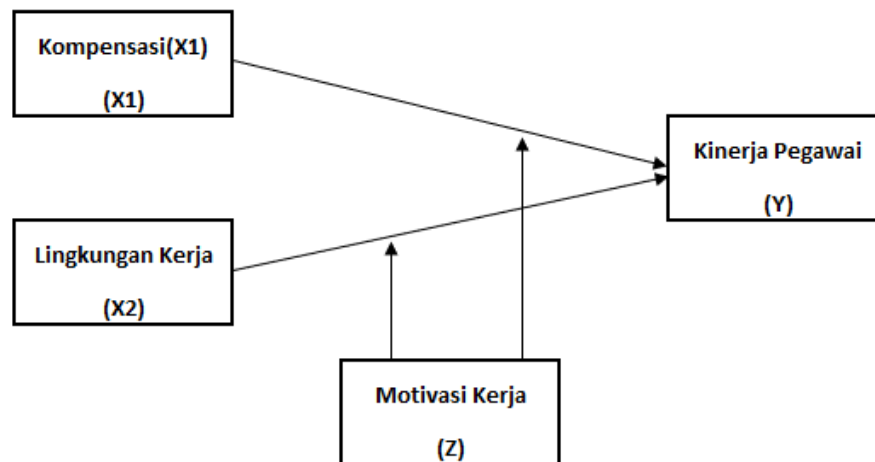 Kompensasi(X1)
(X1)
Kinerja Pegawai
(Y)
Lingkungan Kerja
(X2)
Motivasi Kerja
(Z)